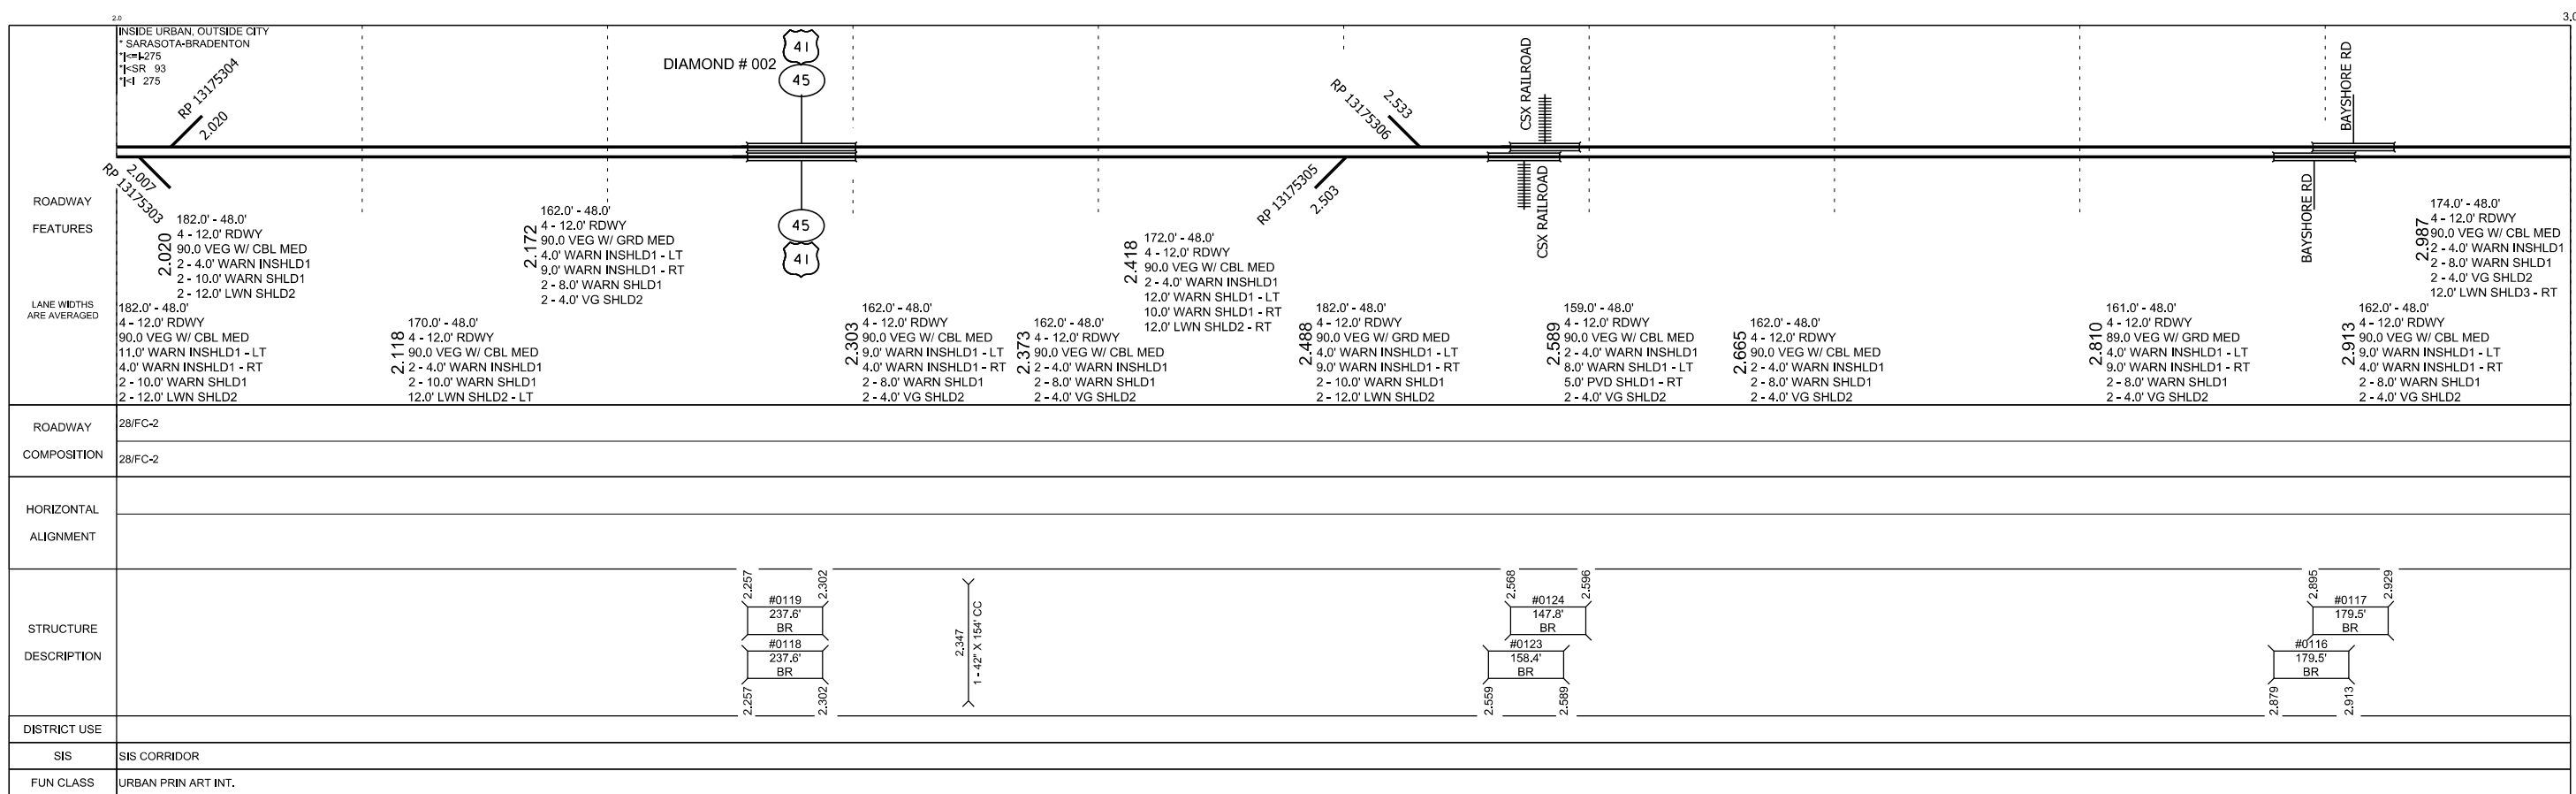 2.0
3.0
INSIDE URBAN, OUTSIDE CITY
* SARASOTA-BRADENTON
*|<=I-275
*|<SR 93
*|<I 275
RP 13175304
2.020
2.007
RP 13175303
DIAMOND # 002
41
45
45
41
RP 13175306
2.533
RP 13175305
2.503
CSX RAILROAD
CSX RAILROAD
BAYSHORE RD
BAYSHORE RD
ROADWAY
FEATURES
LANE WIDTHS
ARE AVERAGED
182.0' - 48.0'
4 - 12.0' RDWY
90.0 VEG W/ CBL MED
11.0' WARN INSHLD1 - LT
4.0' WARN INSHLD1 - RT
2 - 10.0' WARN SHLD1
2 - 12.0' LWN SHLD2
2.020
182.0' - 48.0'
4 - 12.0' RDWY
90.0 VEG W/ CBL MED
2 - 4.0' WARN INSHLD1
2 - 10.0' WARN SHLD1
2 - 12.0' LWN SHLD2
2.118
170.0' - 48.0'
4 - 12.0' RDWY
90.0 VEG W/ CBL MED
2 - 4.0' WARN INSHLD1
2 - 10.0' WARN SHLD1
12.0' LWN SHLD2 - LT
2.172
162.0' - 48.0'
4 - 12.0' RDWY
90.0 VEG W/ GRD MED
4.0' WARN INSHLD1 - LT
9.0' WARN INSHLD1 - RT
2 - 8.0' WARN SHLD1
2 - 4.0' VG SHLD2
2.303
162.0' - 48.0'
4 - 12.0' RDWY
90.0 VEG W/ CBL MED
9.0' WARN INSHLD1 - LT
4.0' WARN INSHLD1 - RT
2 - 8.0' WARN SHLD1
2 - 4.0' VG SHLD2
2.373
162.0' - 48.0'
4 - 12.0' RDWY
90.0 VEG W/ CBL MED
2 - 4.0' WARN INSHLD1
2 - 8.0' WARN SHLD1
2 - 4.0' VG SHLD2
2.418
172.0' - 48.0'
4 - 12.0' RDWY
90.0 VEG W/ CBL MED
2 - 4.0' WARN INSHLD1
12.0' WARN SHLD1 - LT
10.0' WARN SHLD1 - RT
12.0' LWN SHLD2 - RT
2.488
182.0' - 48.0'
4 - 12.0' RDWY
90.0 VEG W/ GRD MED
4.0' WARN INSHLD1 - LT
9.0' WARN INSHLD1 - RT
2 - 10.0' WARN SHLD1
2 - 12.0' LWN SHLD2
2.589
159.0' - 48.0'
4 - 12.0' RDWY
90.0 VEG W/ CBL MED
2 - 4.0' WARN INSHLD1
8.0' WARN SHLD1 - LT
5.0' PVD SHLD1 - RT
2 - 4.0' VG SHLD2
2.665
162.0' - 48.0'
4 - 12.0' RDWY
90.0 VEG W/ CBL MED
2 - 4.0' WARN INSHLD1
2 - 8.0' WARN SHLD1
2 - 4.0' VG SHLD2
2.810
161.0' - 48.0'
4 - 12.0' RDWY
89.0 VEG W/ GRD MED
4.0' WARN INSHLD1 - LT
9.0' WARN INSHLD1 - RT
2 - 8.0' WARN SHLD1
2 - 4.0' VG SHLD2
2.913
162.0' - 48.0'
4 - 12.0' RDWY
90.0 VEG W/ CBL MED
9.0' WARN INSHLD1 - LT
4.0' WARN INSHLD1 - RT
2 - 8.0' WARN SHLD1
2 - 4.0' VG SHLD2
2.987
174.0' - 48.0'
4 - 12.0' RDWY
90.0 VEG W/ CBL MED
2 - 4.0' WARN INSHLD1
2 - 8.0' WARN SHLD1
2 - 4.0' VG SHLD2
12.0' LWN SHLD3 - RT
ROADWAY
COMPOSITION
28/FC-2
28/FC-2
HORIZONTAL
ALIGNMENT
STRUCTURE
DESCRIPTION
2.257
2.302
#0119
237.6'
BR
#0118
237.6'
BR
2.257
2.302
2.347
1 - 42" X 154' CC
2.568
2.596
#0124
147.8'
BR
#0123
158.4'
BR
2.559
2.589
2.895
2.929
#0117
179.5'
BR
#0116
179.5'
BR
2.879
2.913
DISTRICT USE
SIS
SIS CORRIDOR
FUN CLASS
URBAN PRIN ART INT.